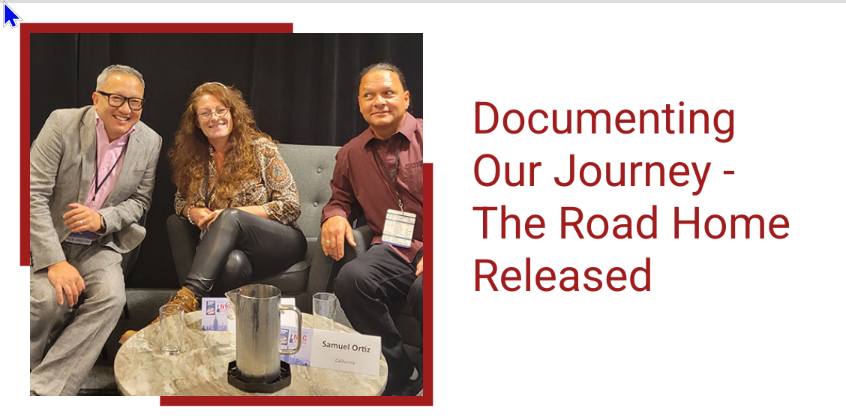 Documenting
Our Journey -
The Road Home
Released
Samuel Ortiz
California